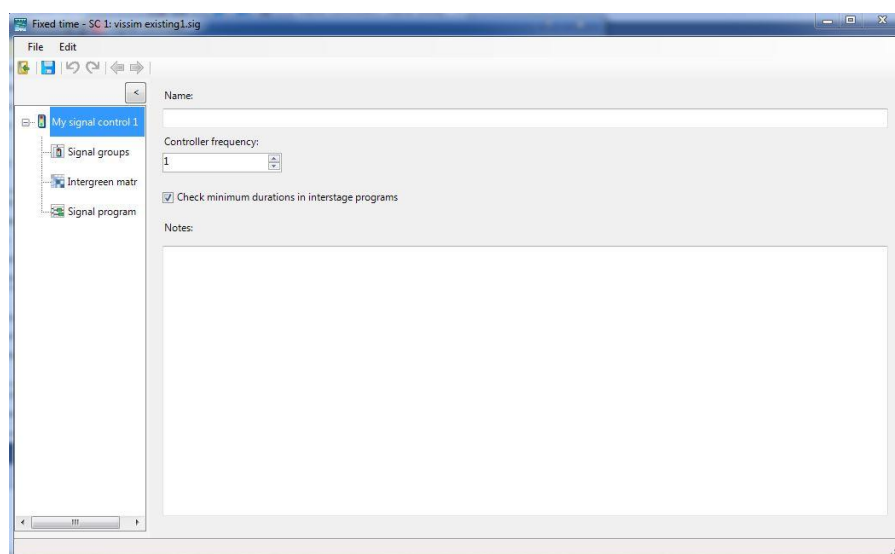 Fixed time - SC 1: vissim existing1.sig
File Edit
<
Name:
My signal control 1
Controller frequency:
Signal groups
1
Intergreen matr
Check minimum durations in interstage programs
Signal program
Notes: